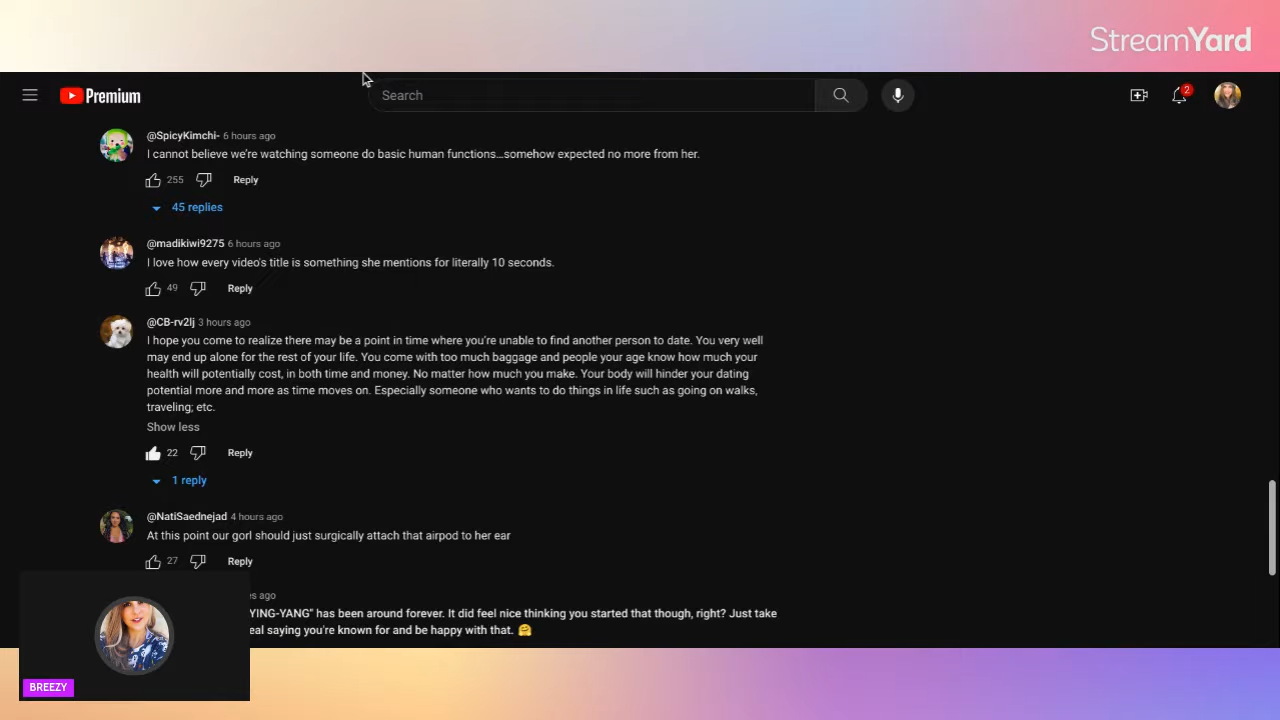 StreamYard
Premium
Search
2
@SpicyKimchi- 6 hours ago
I cannot believe we're watching someone do basic human functions…somehow expected no more from her.
255 Reply
45 replies
@madikiwi9275 6 hours ago
I love how every video's title is something she mentions for literally 10 seconds.
49 Reply
@CB-rv2lj 3 hours ago
I hope you come to realize there may be a point in time where you're unable to find another person to date. You very well
may end up alone for the rest of your life. You come with too much baggage and people your age know how much your
health will potentially cost, in both time and money. No matter how much you make. Your body will hinder your dating
potential more and more as time moves on. Especially someone who wants to do things in life such as going on walks,
traveling; etc.
Show less
22 Reply
1 reply
@NatiSaednejad 4 hours ago
At this point our gorl should just surgically attach that airpod to her ear
27 Reply
es ago
YING-YANG" has been around forever. It did feel nice thinking you started that though, right? Just take
eal saying you're known for and be happy with that. 🤗
BREEZY